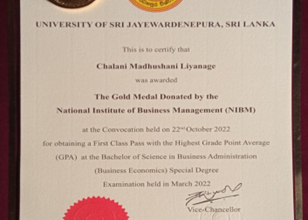 UNIVERSITY OF SRI JAYEWARDENEPURA, SRI LANKA
This is to certify that
Chalani Madhushani Liyanage
was awarded
The Gold Medal Donated by the
National Institute of Business Management (NIBM)
at the Convocation held on 22nd October 2022
for obtaining a First Class Pass with the Highest Grade Point Average
(GPA) at the Bachelor of Science in Business Administration
(Business Economics) Special Degree
Examination held in March 2022
Vice-Chancellor